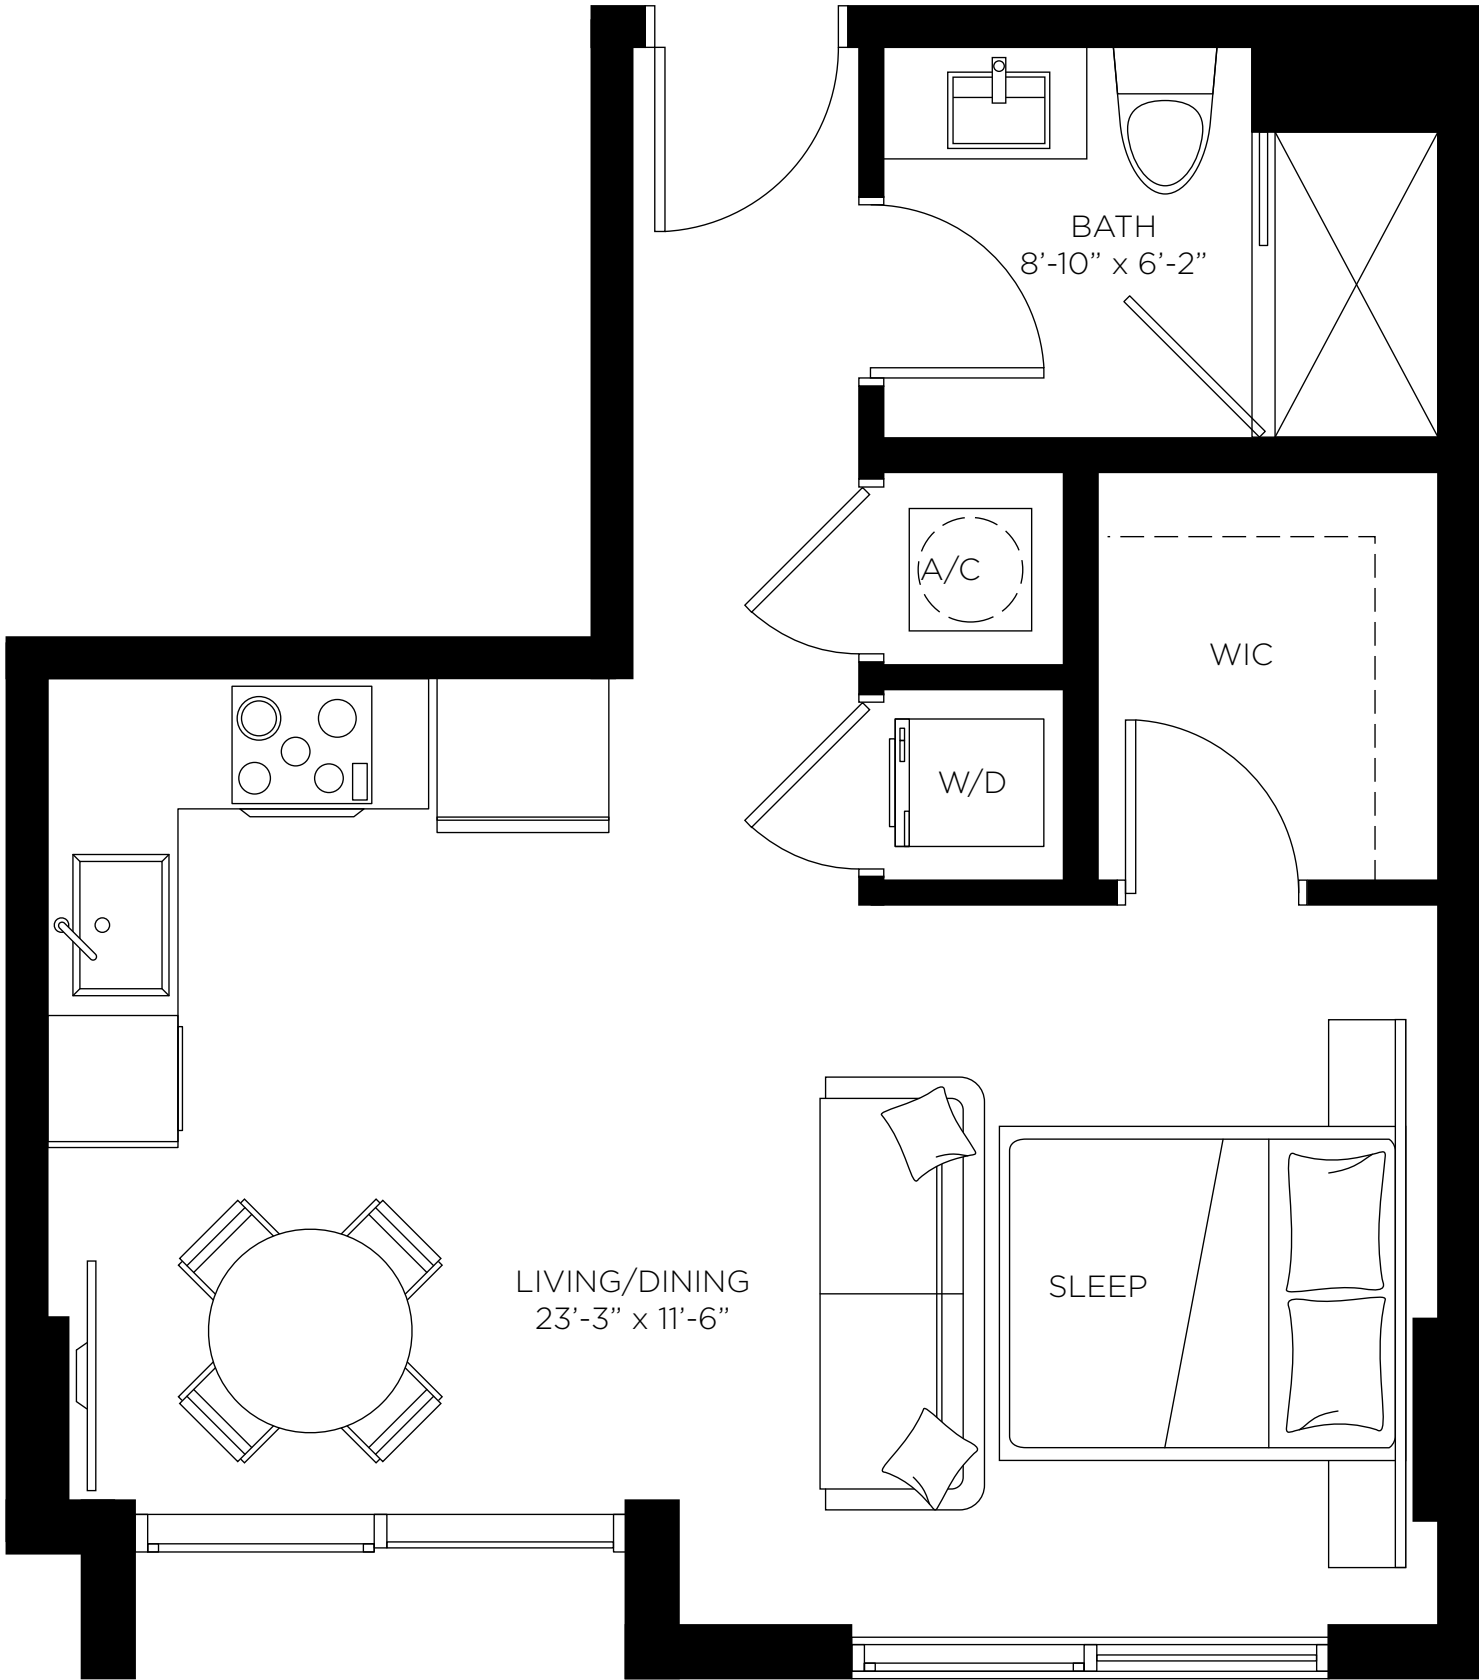 BATH
8’-10” x 6’-2”
A/C
WIC
W/D
LIVING/DINING
23’-3” x 11’-6”
SLEEP